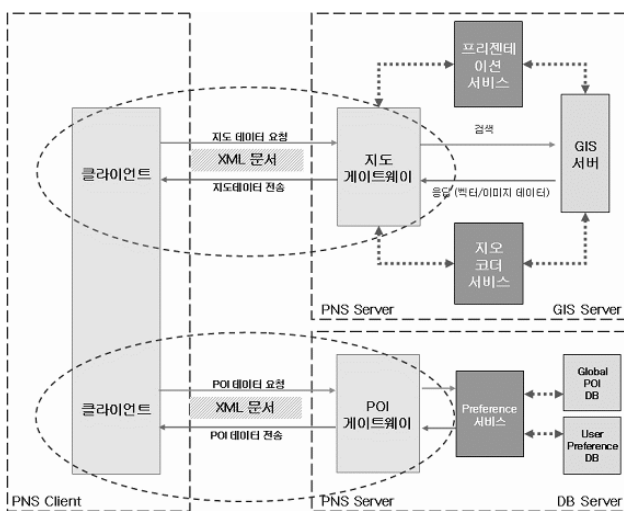 프리젠테
이션
서비스
지도 데이터 요청
검색
XML 문서
클라이언트
지도
게이트웨이
GIS
서버
지도데이터 전송
응답 (벡터/이미지 데이터)
지오
코더
서비스
PNS Server
GIS Server
POI 데이터 요청
XML 문서
클라이언트
POI
게이트웨이
Preference
서비스
Global
POI
DB
User
Preference
DB
POI 데이터 전송
PNS Client
PNS Server
DB Server